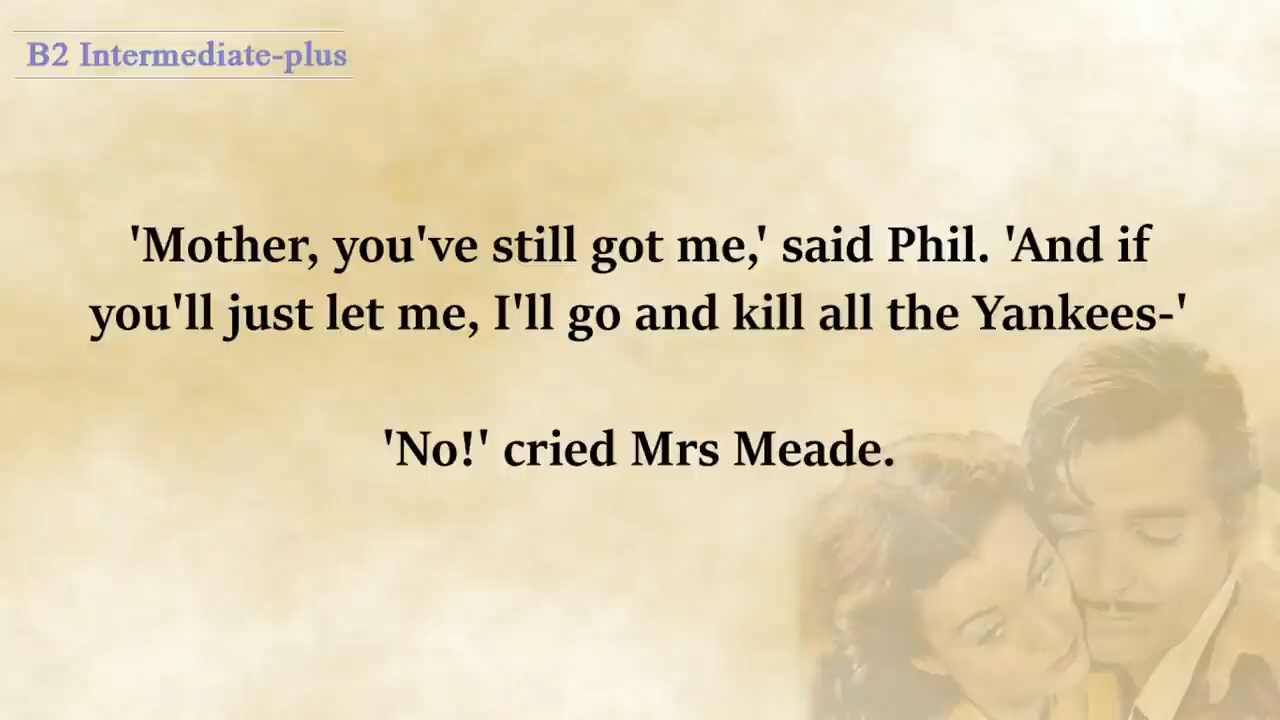 B2 Intermediate-plus
'Mother, you've still got me,' said Phil. 'And if
you'll just let me, I'll go and kill all the Yankees-'
'No!' cried Mrs Meade.